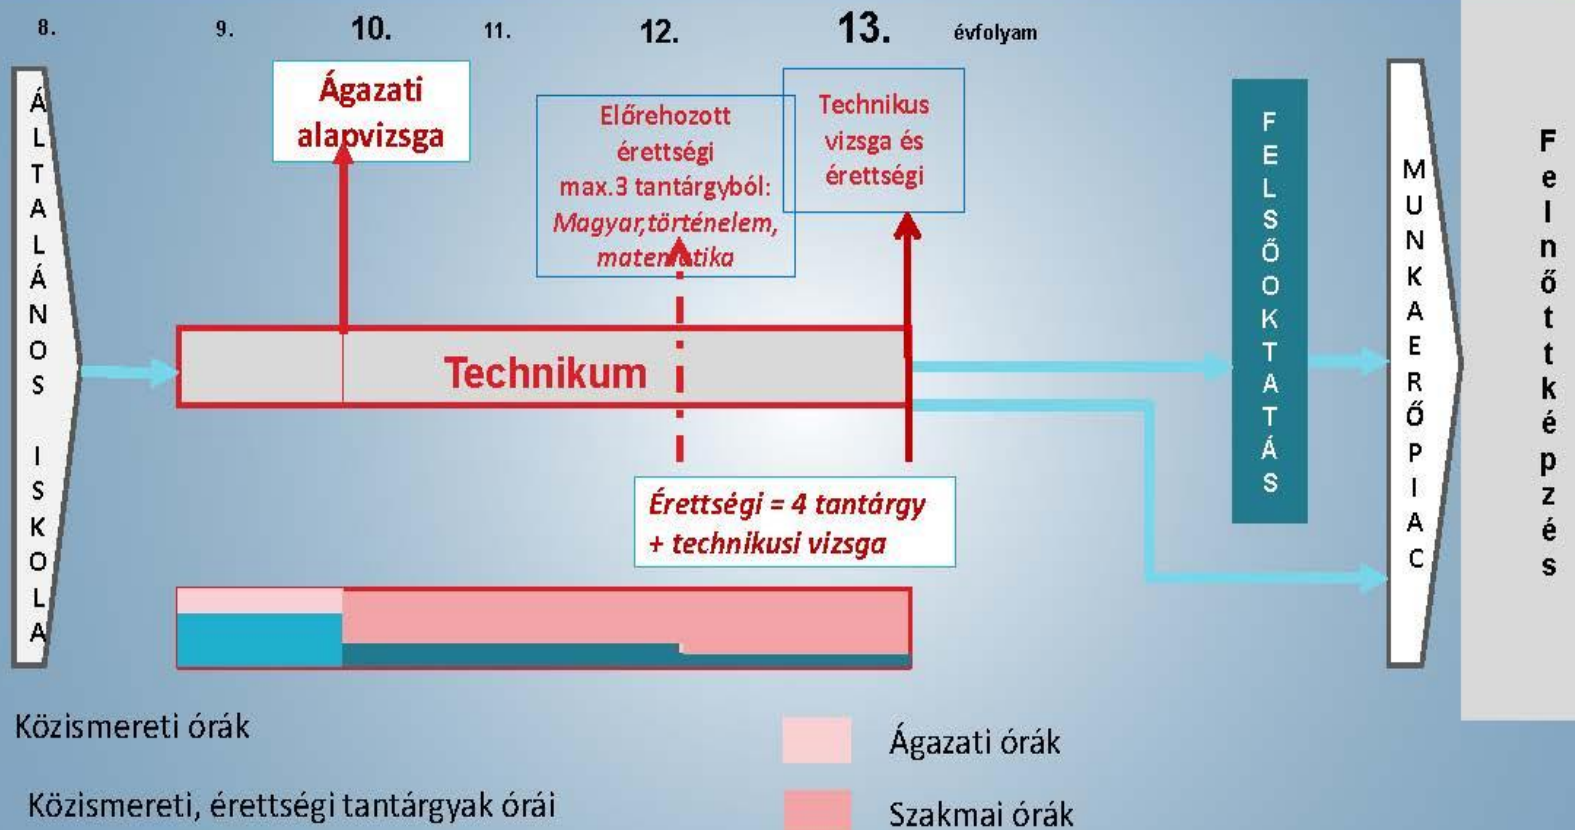 8. 9. 10. 11. 12. 13. évfolyam
ÁLTALÁNOS ISKOLA
Ágazati
alapvizsga
Előrehozott
érettségi
max.3 tantárgyból:
Magyar,történelem,
matematika
Technikus
vizsga és
érettségi
Technikum
Érettségi = 4 tantárgy
+ technikusi vizsga
FELSŐOKTATÁS
MUNKAERŐPIAC
Felnőttképzés
Közismereti órák
Ágazati órák
Közismereti, érettségi tantárgyak órái
Szakmai órák